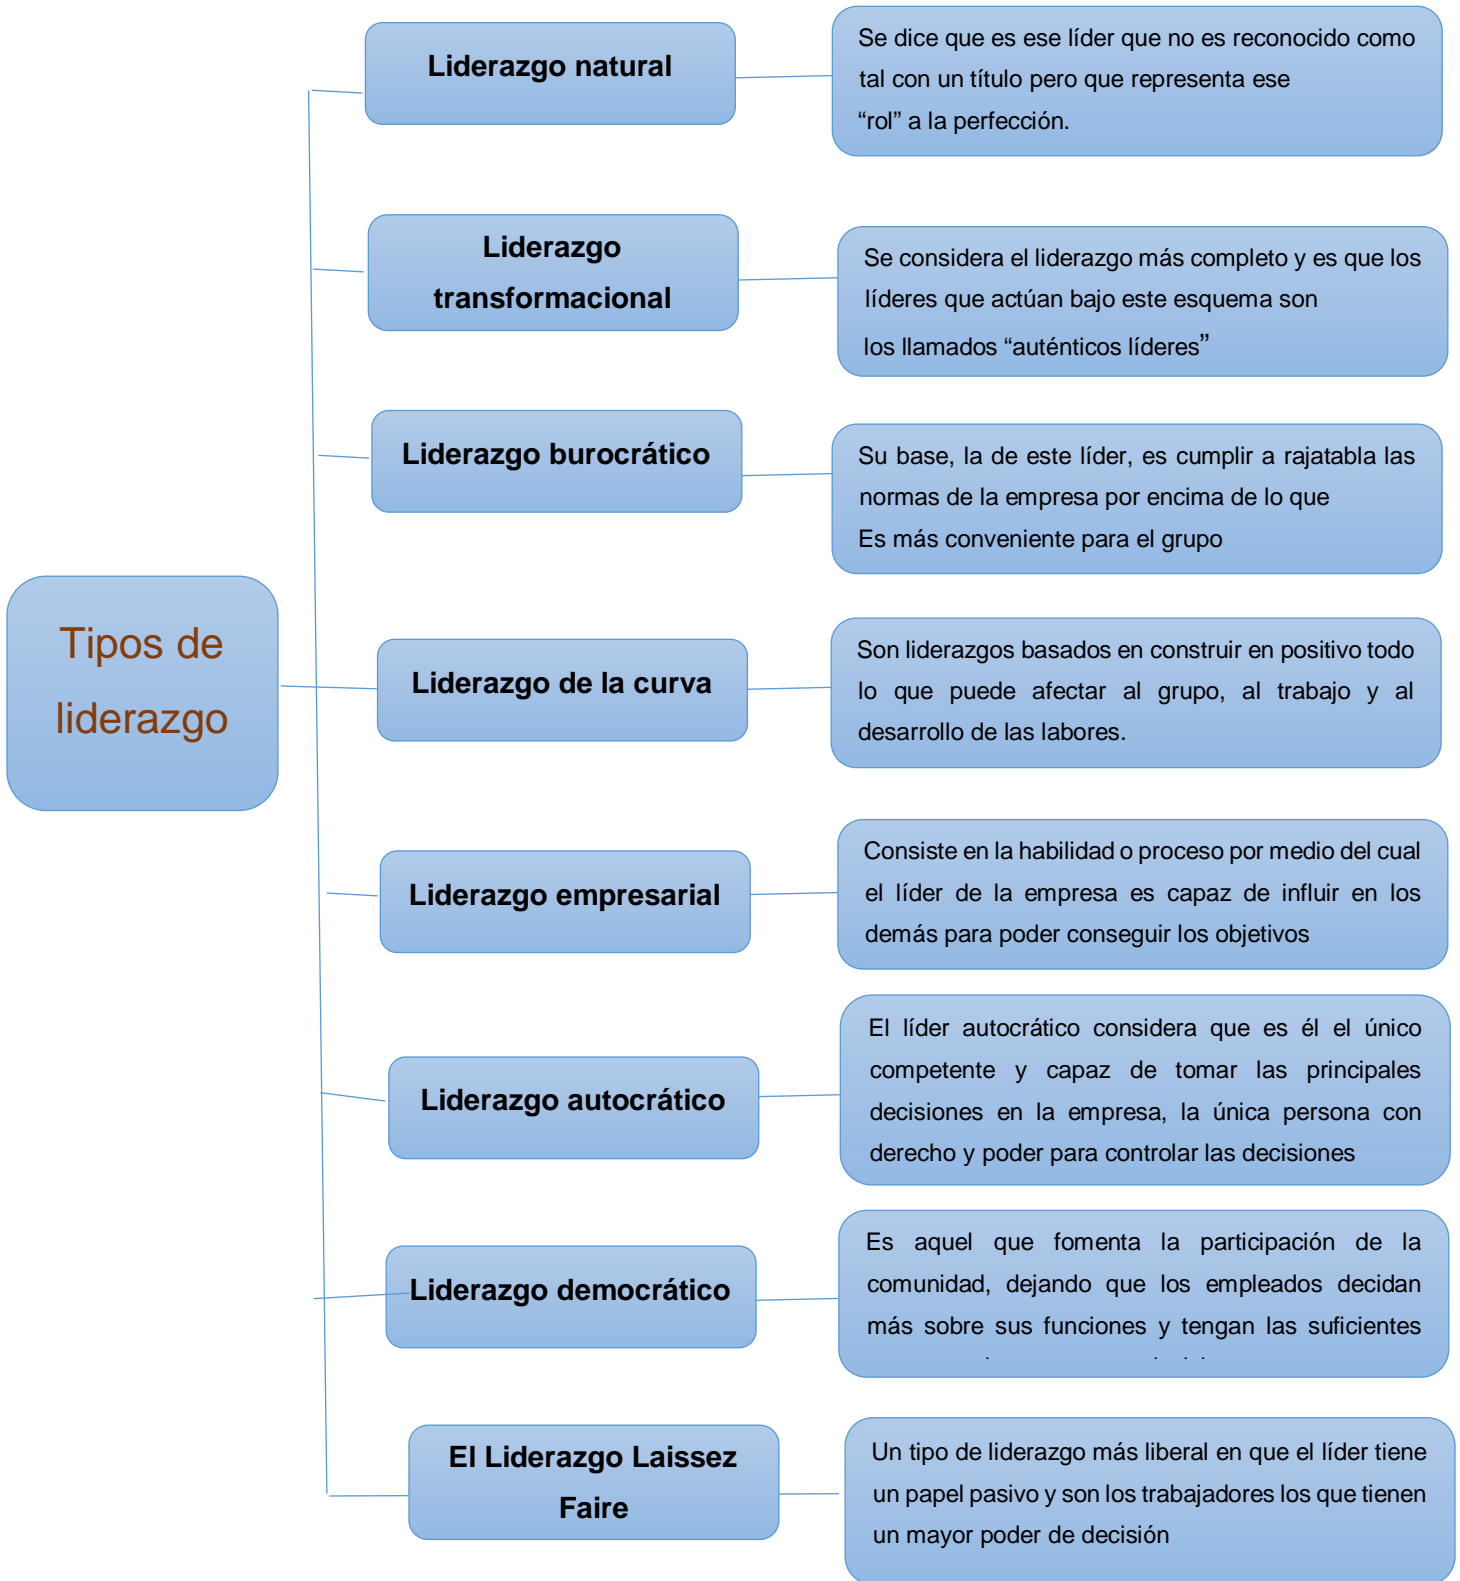 Liderazgo natural
Se dice que es ese líder que no es reconocido como
tal con un título pero que representa ese
“rol” a la perfección.
Liderazgo
transformacional
Se considera el liderazgo más completo y es que los
líderes que actúan bajo este esquema son
los llamados “auténticos líderes”
Liderazgo burocrático
Su base, la de este líder, es cumplir a rajatabla las
normas de la empresa por encima de lo que
Es más conveniente para el grupo
Tipos de
liderazgo
Liderazgo de la curva
Son liderazgos basados en construir en positivo todo
lo que puede afectar al grupo, al trabajo y al
desarrollo de las labores.
Liderazgo empresarial
Consiste en la habilidad o proceso por medio del cual
el líder de la empresa es capaz de influir en los
demás para poder conseguir los objetivos
Liderazgo autocrático
El líder autocrático considera que es él el único
competente y capaz de tomar las principales
decisiones en la empresa, la única persona con
derecho y poder para controlar las decisiones
Liderazgo democrático
Es aquel que fomenta la participación de la
comunidad, dejando que los empleados decidan
más sobre sus funciones y tengan las suficientes
El Liderazgo Laissez
Faire
Un tipo de liderazgo más liberal en que el líder tiene
un papel pasivo y son los trabajadores los que tienen
un mayor poder de decisión